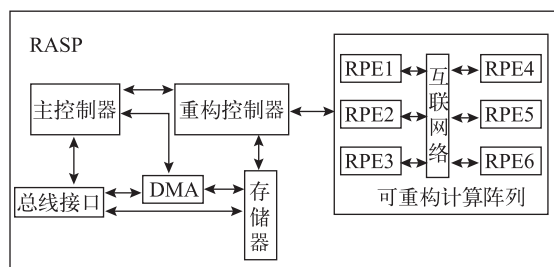 RASP
主控制器
重构控制器
总线接口
DMA
存储器
RPE1
RPE2
RPE3
互联网络
RPE4
RPE5
RPE6
可重构计算阵列